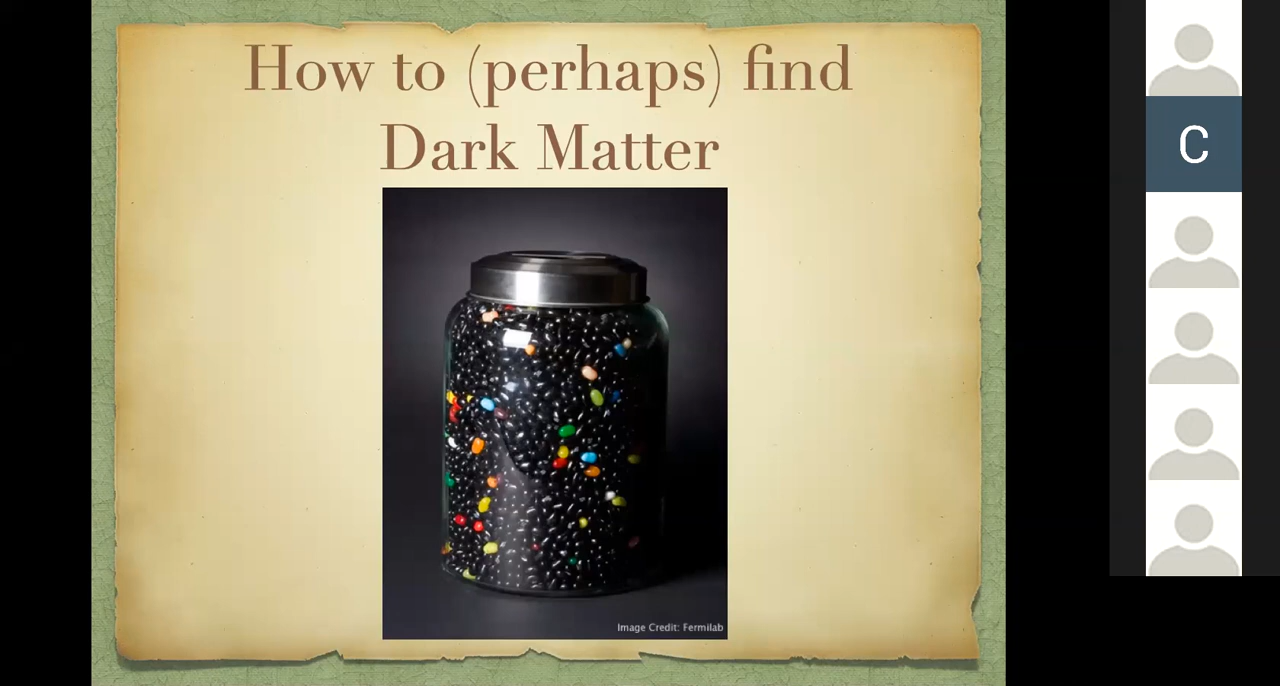 How to (perhaps) find
Dark Matter
Image Credit: Fermilab
C